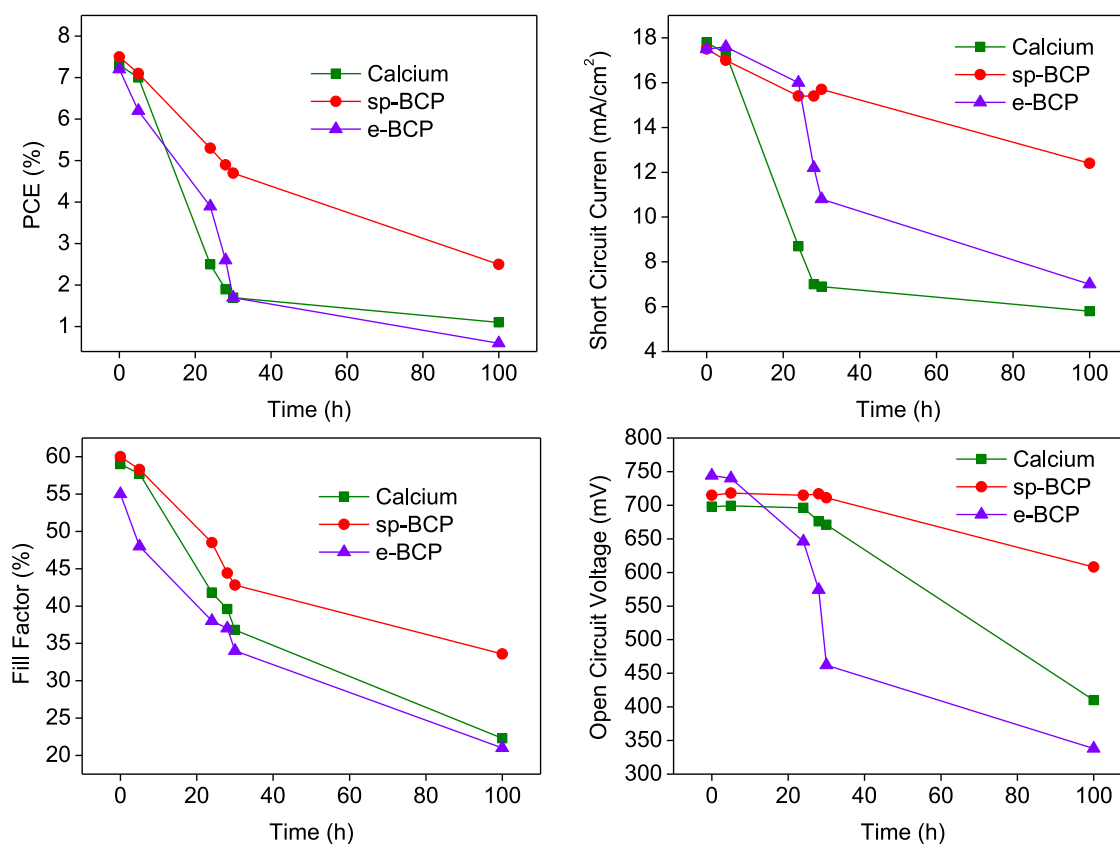 PCE (%)
8
7
6
5
4
3
2
1
Calcium
sp-BCP
e-BCP
0 20 40 60 80 100
Time (h)
Short Circuit Curren (mA/cm²)
18
16
14
12
10
8
6
4
Calcium
sp-BCP
e-BCP
0 20 40 60 80 100
Time (h)
Fill Factor (%)
60
55
50
45
40
35
30
25
20
Calcium
sp-BCP
e-BCP
0 20 40 60 80 100
Time (h)
Open Circuit Voltage (mV)
800
750
700
650
600
550
500
450
400
350
300
Calcium
sp-BCP
e-BCP
0 20 40 60 80 100
Time (h)